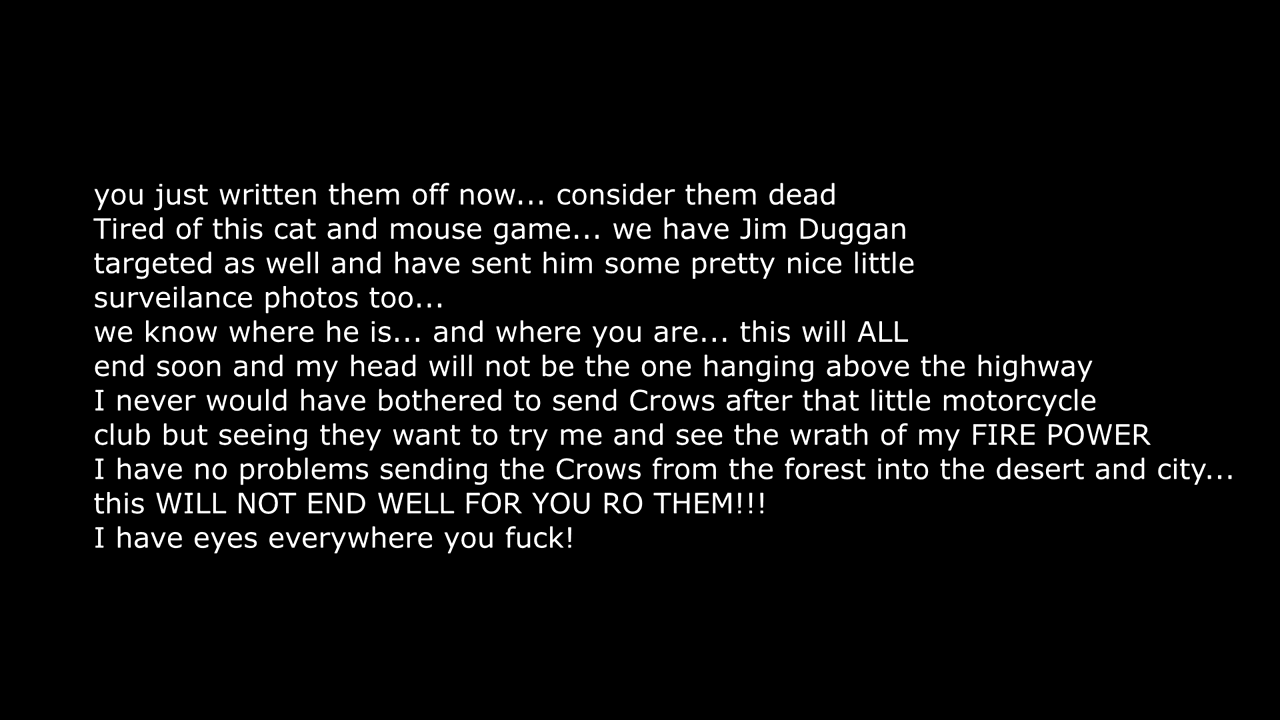 you just written them off now... consider them dead
Tired of this cat and mouse game... we have Jim Duggan
targeted as well and have sent him some pretty nice little
surveilance photos too...
we know where he is... and where you are... this will ALL
end soon and my head will not be the one hanging above the highway
I never would have bothered to send Crows after that little motorcycle
club but seeing they want to try me and see the wrath of my FIRE POWER
I have no problems sending the Crows from the forest into the desert and city...
this WILL NOT END WELL FOR YOU RO THEM!!!
I have eyes everywhere you fuck!